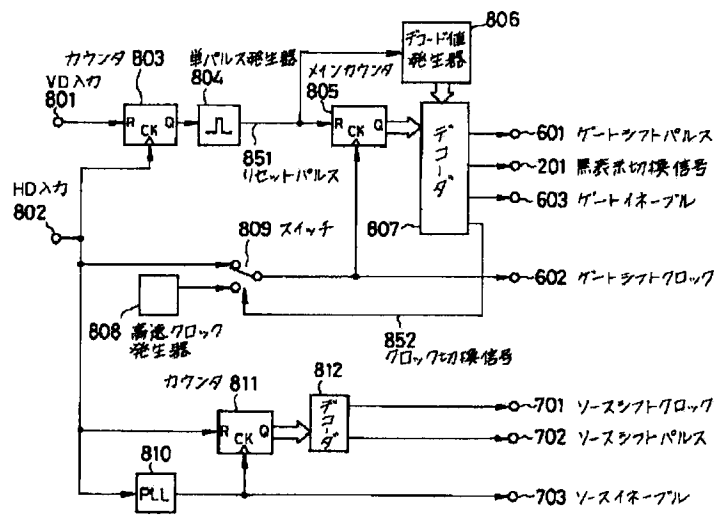 806
カウンタ 803
単パルス発生器
804
デコード値
発生器
VD入力
801
メインカウンタ
805
R CK Q
R CK Q
デコーダ
601 ゲートシフトパルス
851
リセットパルス
201 黒表示切換信号
HD入力
802
603 ゲートイネーブル
809 スイッチ
807
602 ゲートシフトクロック
808 高速クロック
発生器
852
クロック切換信号
カウンタ 811
812
デコーダ
701 ソースシフトクロック
R CK Q
702 ソースシフトパルス
810
PLL
703 ソースイネーブル